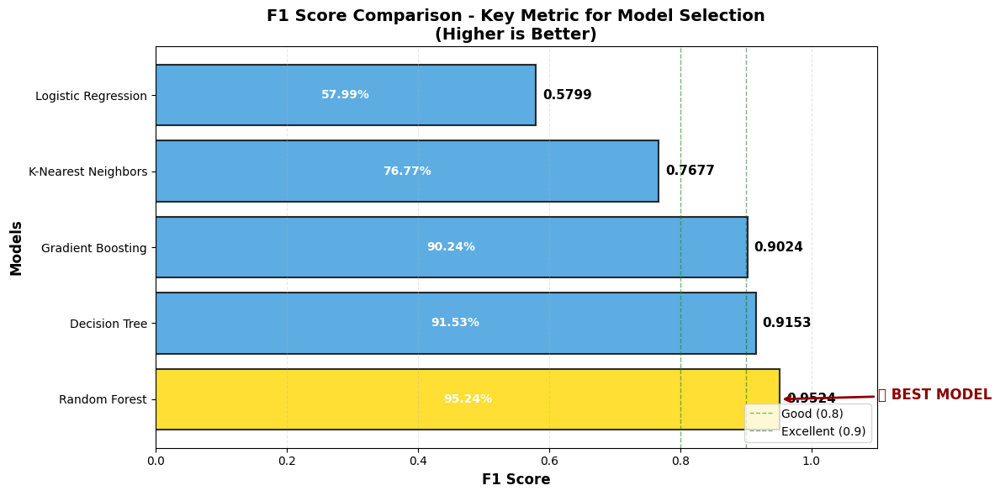 F1 Score Comparison - Key Metric for Model Selection
(Higher is Better)
Models
Logistic Regression
57.99%
0.5799
K-Nearest Neighbors
76.77%
0.7677
Gradient Boosting
90.24%
0.9024
Decision Tree
91.53%
0.9153
Random Forest
95.24%
0.9524
BEST MODEL
Good (0.8)
Excellent (0.9)
0.0 0.2 0.4 0.6 0.8 1.0
F1 Score